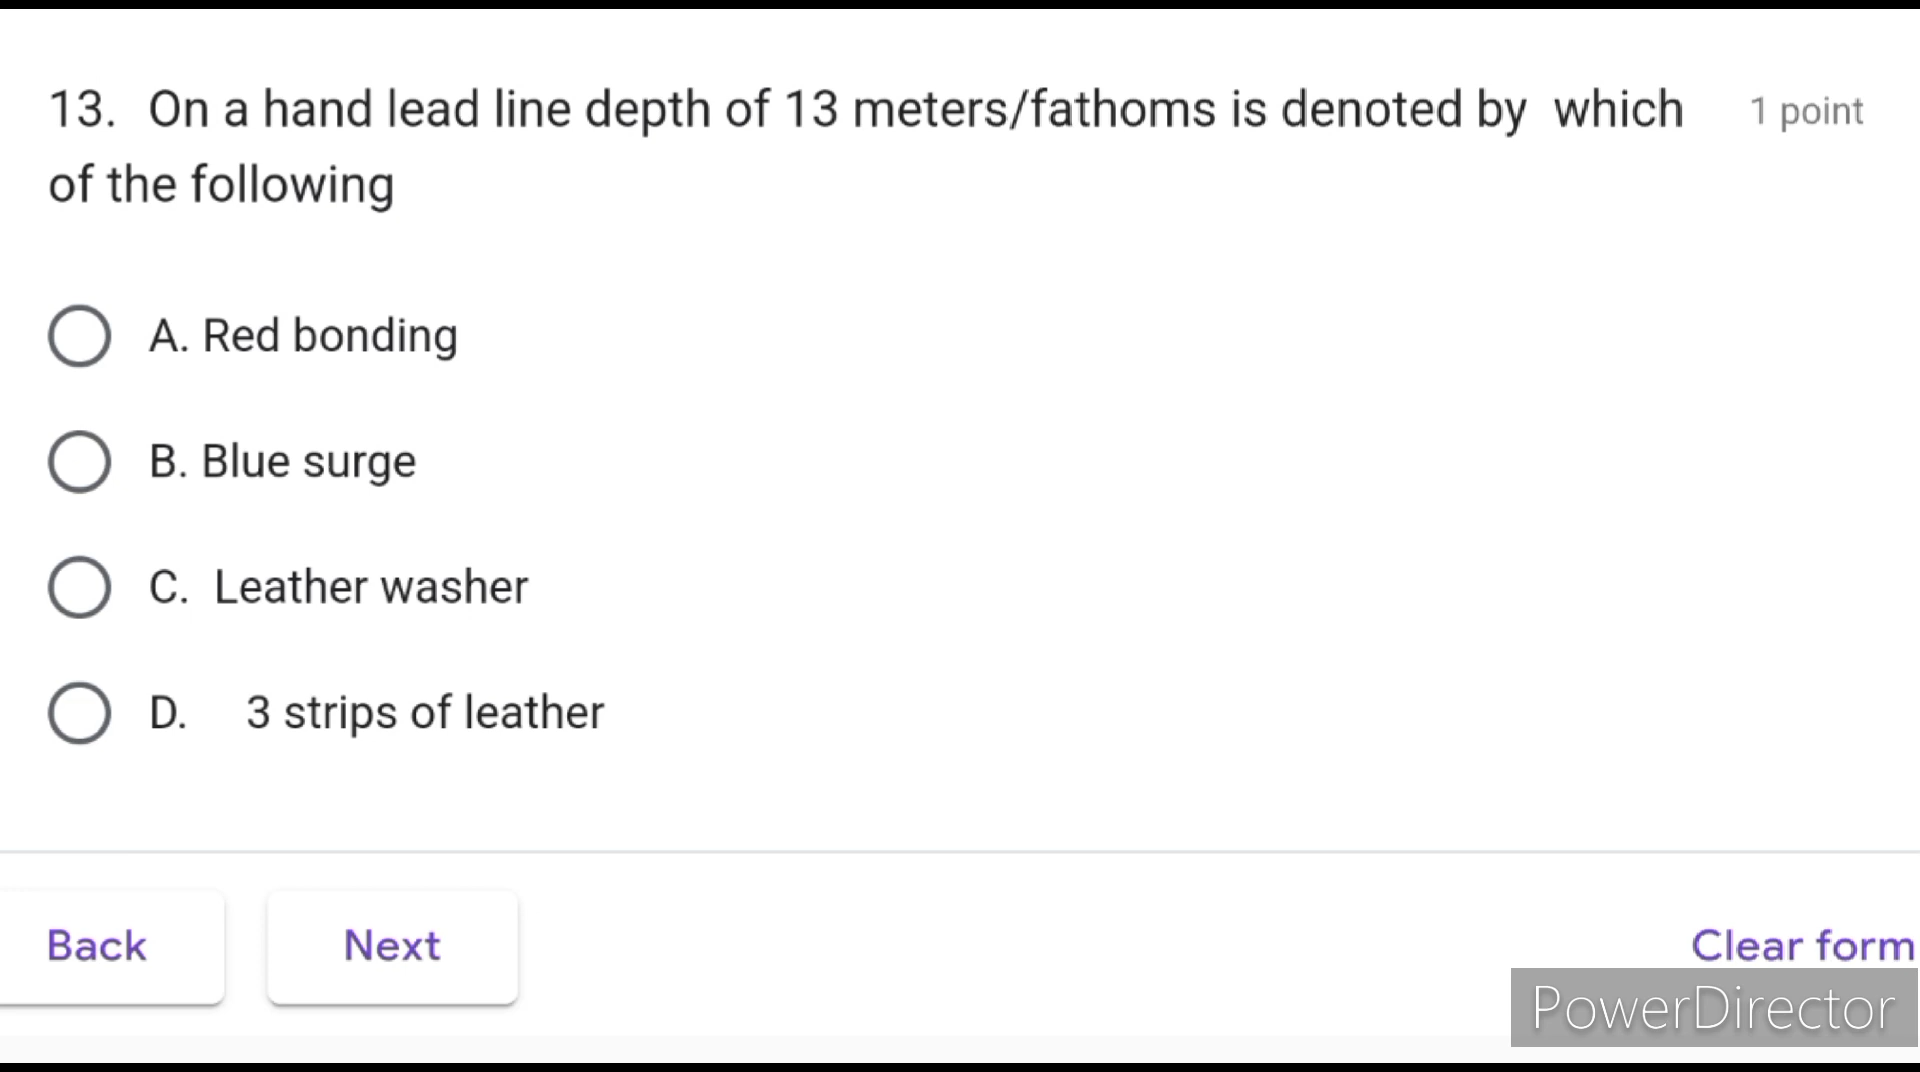 13. On a hand lead line depth of 13 meters/fathoms is denoted by which 1 point
of the following
A. Red bonding
B. Blue surge
C. Leather washer
D. 3 strips of leather
Back Next Clear form
PowerDirector